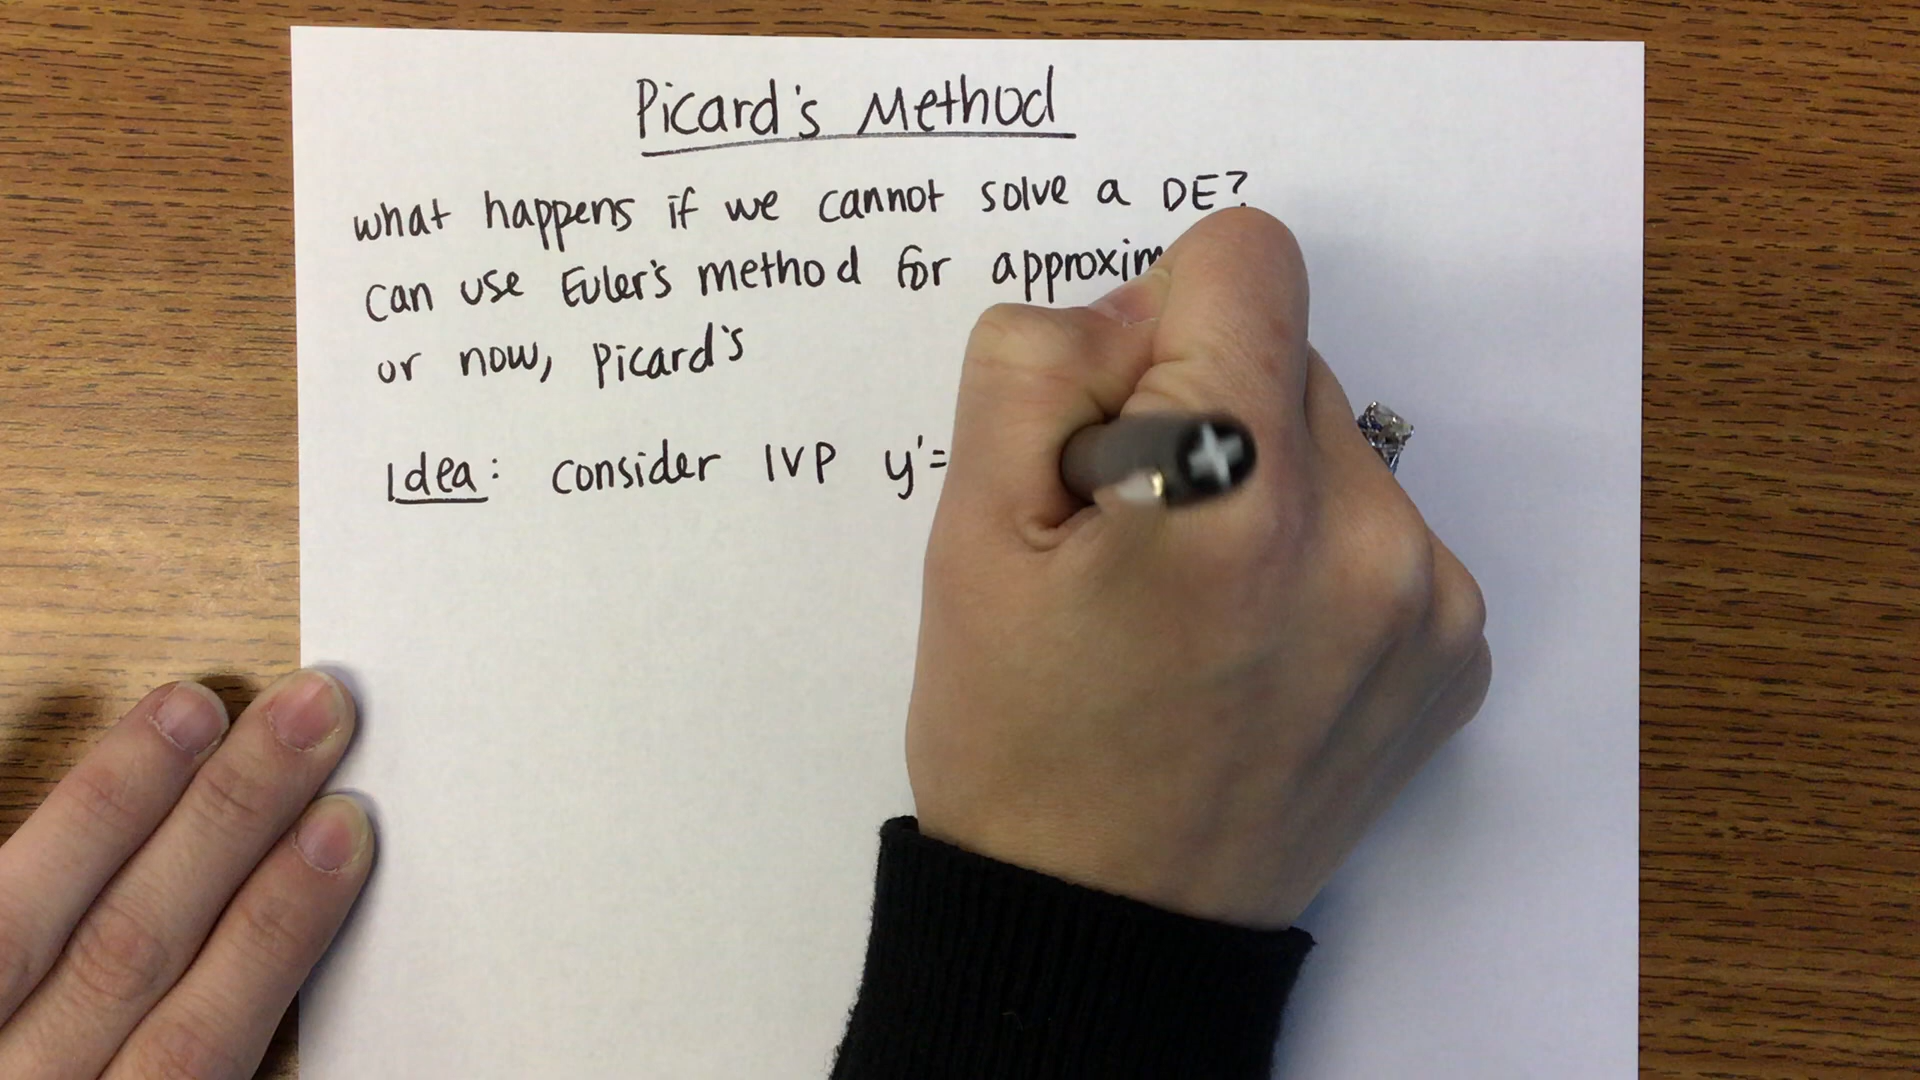 Picard's Method
what happens if we cannot solve a DE?
can use Euler's method for
or now, picard's
Idea: consider IVP y'=